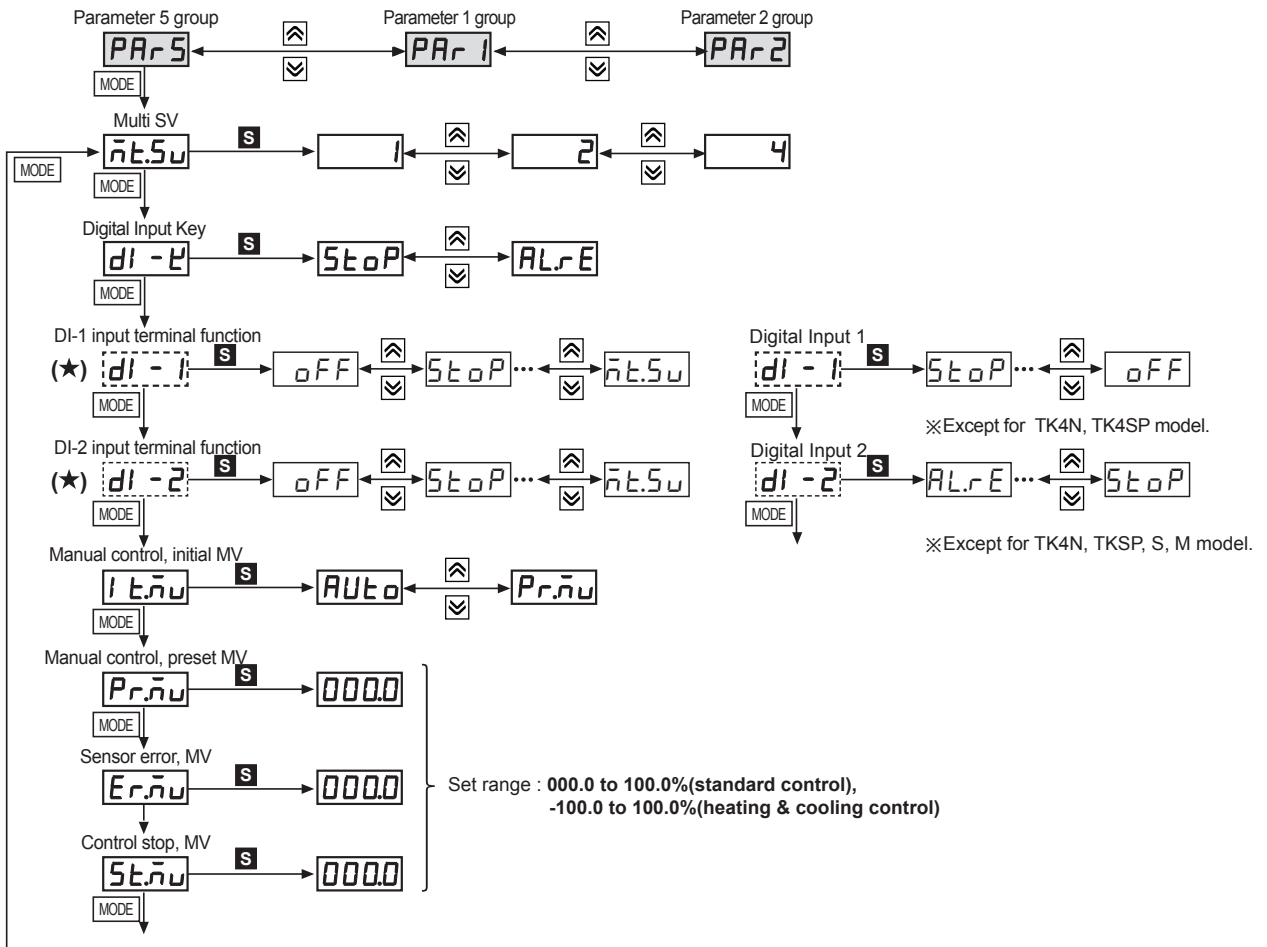 Parameter 5 group
Parameter 1 group
Parameter 2 group
PAr5
PAr1
PAr2
MODE
Multi SV
MODE
Mt.Sv
S
1
2
4
MODE
Digital Input Key
dI-K
S
StoP
AL.rE
MODE
DI-1 input terminal function
(★)
dI-1
S
oFF
StoP
...
Mt.Sv
MODE
DI-2 input terminal function
(★)
dI-2
S
oFF
StoP
...
Mt.Sv
MODE
Digital Input 1
dI-1
S
StoP
...
oFF
MODE
※Except for TK4N, TK4SP model.
Digital Input 2
dI-2
S
AL.rE
...
StoP
MODE
※Except for TK4N, TKSP, S, M model.
Manual control, initial MV
It.Mv
S
AUto
Pr.Mv
MODE
Manual control, preset MV
Pr.Mv
S
000.0
MODE
Sensor error, MV
Er.Mv
S
000.0
Control stop, MV
St.Mv
S
000.0
MODE
Set range : 000.0 to 100.0%(standard control),
-100.0 to 100.0%(heating & cooling control)